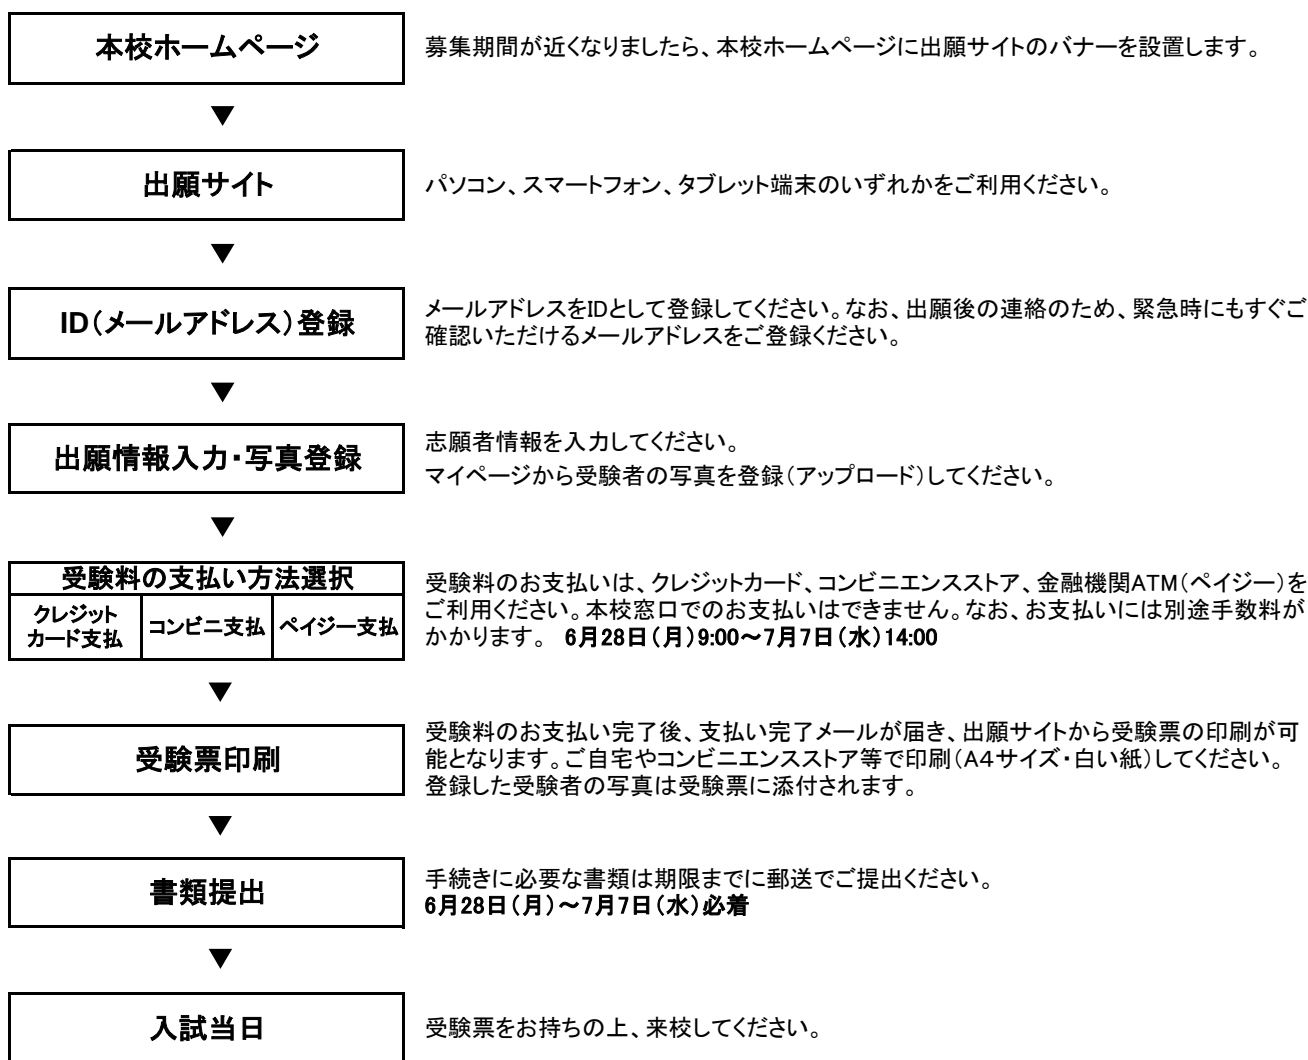 本校ホームページ
募集期間が近くなりましたら、本校ホームページに出願サイトのバナーを設置します。
▼
出願サイト
パソコン、スマートフォン、タブレット端末のいずれかをご利用ください。
▼
ID（メールアドレス）登録
メールアドレスをIDとして登録してください。なお、出願後の連絡のため、緊急時にもすぐご
確認いただけるメールアドレスをご登録ください。
▼
出願情報入力・写真登録
志願者情報を入力してください。
マイページから受験者の写真を登録（アップロード）してください。
▼
受験料の支払い方法選択
クレジット
カード支払
コンビニ支払
ペイジー支払
受験料のお支払いは、クレジットカード、コンビニエンスストア、金融機関ATM（ペイジー）を
ご利用ください。本校窓口でのお支払いはできません。なお、お支払いには別途手数料が
かかります。 6月28日（月）9:00～7月7日（水）14:00
▼
受験票印刷
受験料のお支払い完了後、支払い完了メールが届き、出願サイトから受験票の印刷が可
能となります。ご自宅やコンビニエンスストア等で印刷（A4サイズ・白い紙）してください。
登録した受験者の写真は受験票に添付されます。
▼
書類提出
手続きに必要な書類は期限までに郵送でご提出ください。
6月28日（月）～7月7日（水）必着
▼
入試当日
受験票をお持ちの上、来校してください。